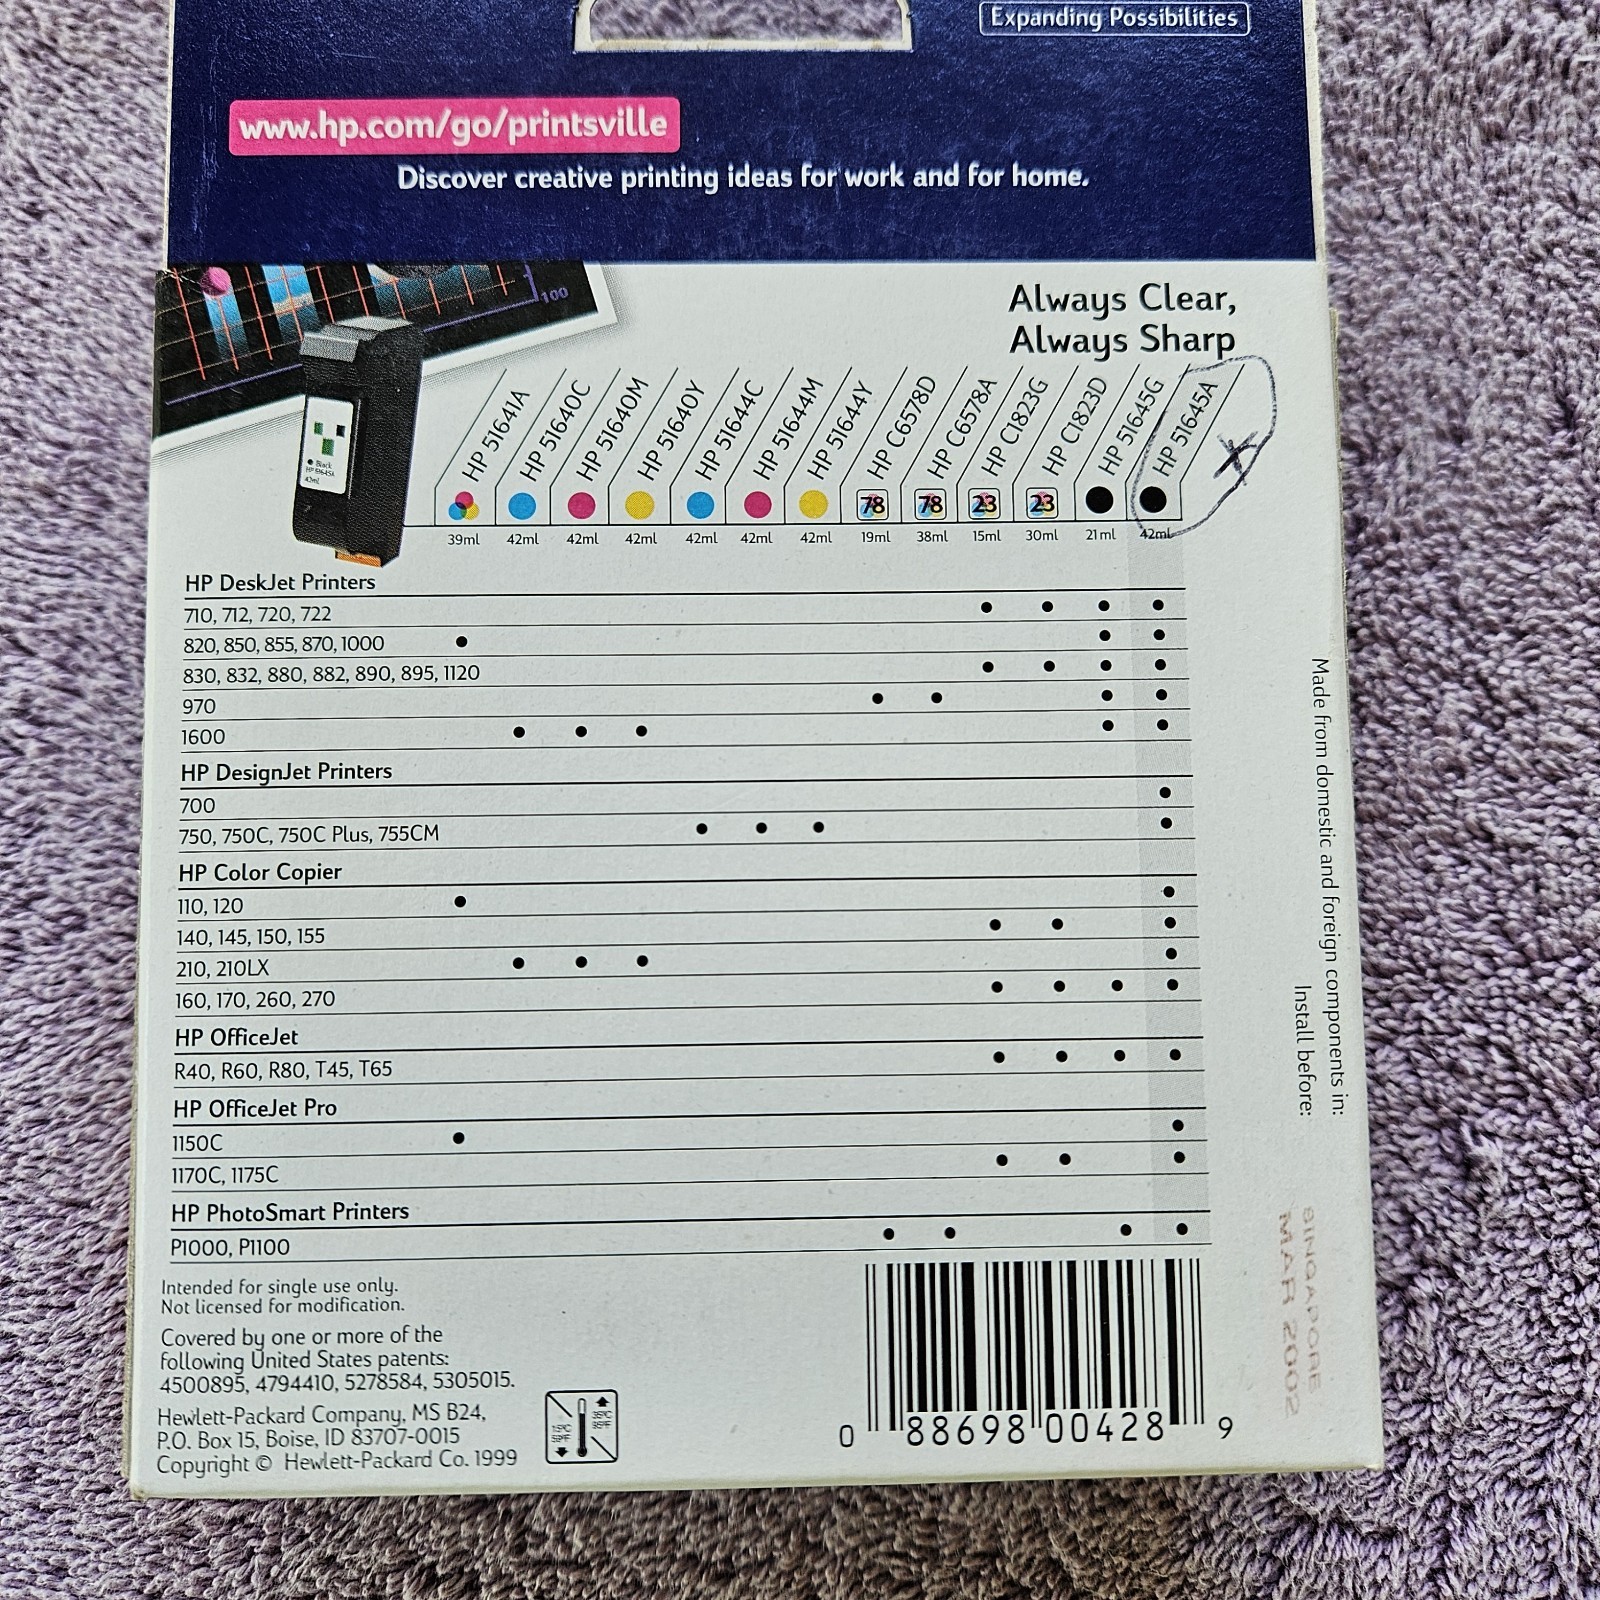 Expanding Possibilities
www.hp.com/go/printsville
Discover creative printing ideas for work and for home.
100
Always Clear,
Always Sharp
Black
HP 51645A
42ml
HP 51641A
HP 51640C
HP 51640M
HP 51640Y
HP 51644C
HP 51644M
HP 51644Y
HP C6578D
HP C6578A
HP C1823G
HP C1823D
HP 51645G
HP 51645A
78 78 23 23
39ml 42ml 42ml 42ml 42ml 42ml 42ml 19ml 38ml 15ml 30ml 21ml 42ml
HP DeskJet Printers
710, 712, 720, 722
820, 850, 855, 870, 1000
830, 832, 880, 882, 890, 895, 1120
970
1600
HP DesignJet Printers
700
750, 750C, 750C Plus, 755CM
HP Color Copier
110, 120
140, 145, 150, 155
210, 210LX
160, 170, 260, 270
HP OfficeJet
R40, R60, R80, T45, T65
HP OfficeJet Pro
1150C
1170C, 1175C
HP PhotoSmart Printers
P1000, P1100
Intended for single use only.
Not licensed for modification.
Covered by one or more of the
following United States patents:
4500895, 4794410, 5278584, 5305015.
Hewlett-Packard Company, MS B24,
P.O. Box 15, Boise, ID 83707-0015
Copyright © Hewlett-Packard Co. 1999
15°C
59°F
35°C
95°F
0 88698 00428 9
Made from domestic and foreign components in:
Install before:
SINGAPORE
MAR 2002